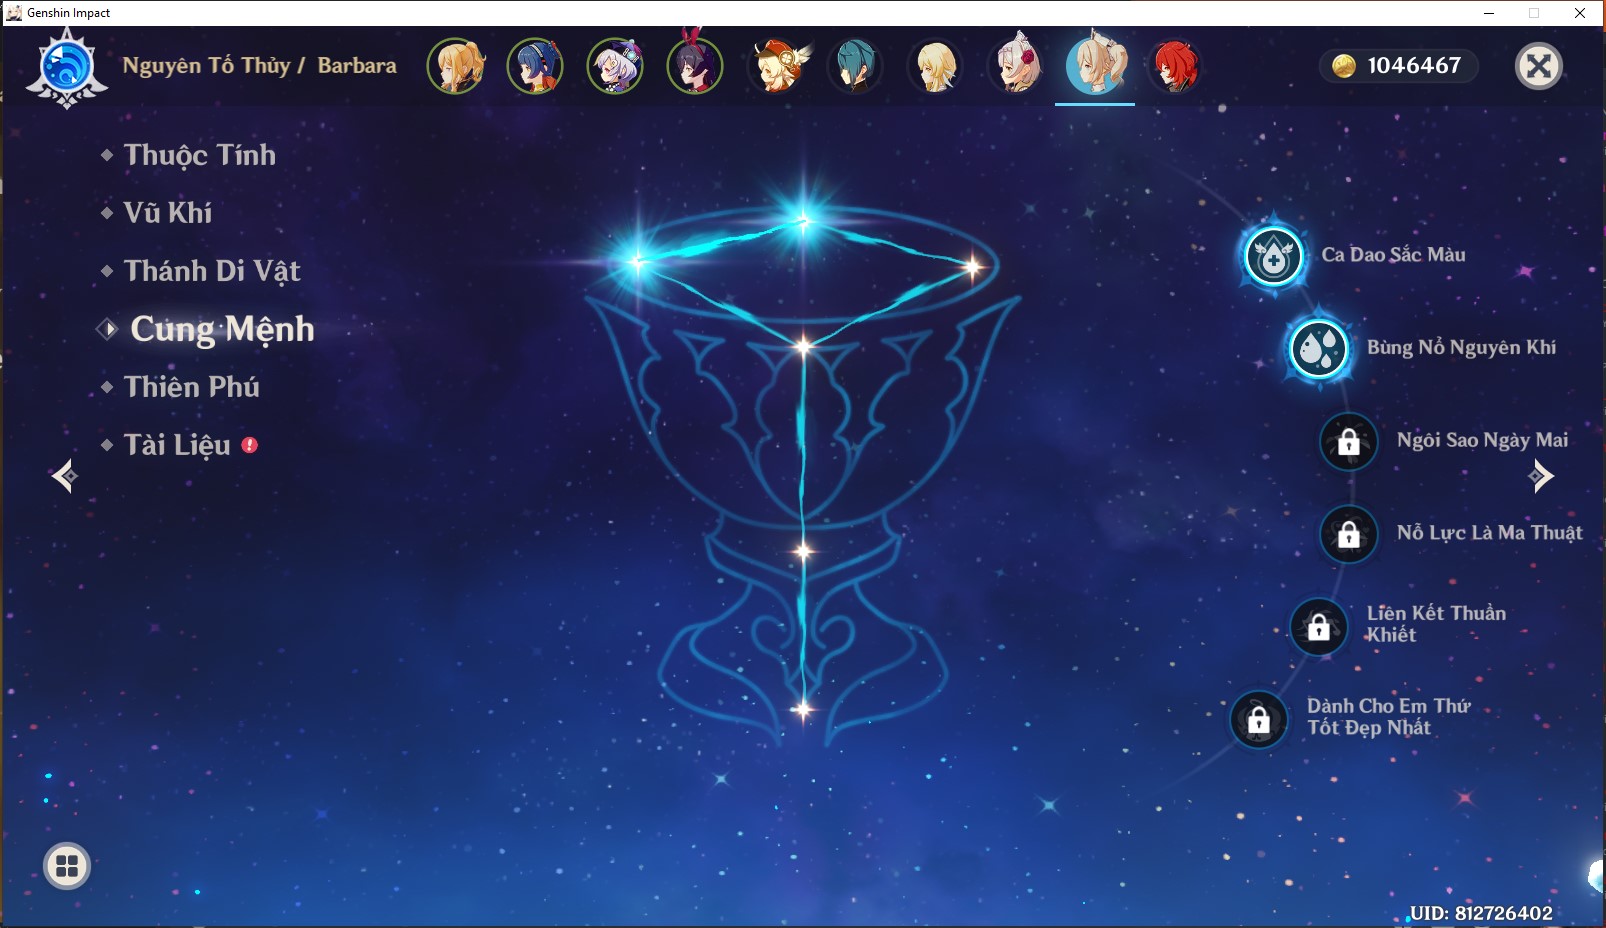 Genshin Impact
Nguyên Tố Thủy / Barbara
1046467
Thuộc Tính
Vũ Khí
Thánh Di Vật
Cung Mệnh
Thiên Phú
Tài Liệu
Ca Dao Sắc Màu
Bùng Nổ Nguyên Khí
Ngôi Sao Ngày Mai
Nỗ Lực Là Ma Thuật
Liên Kết Thuần
Khiết
Dành Cho Em Thứ
Tốt Đẹp Nhất
UID: 812726402